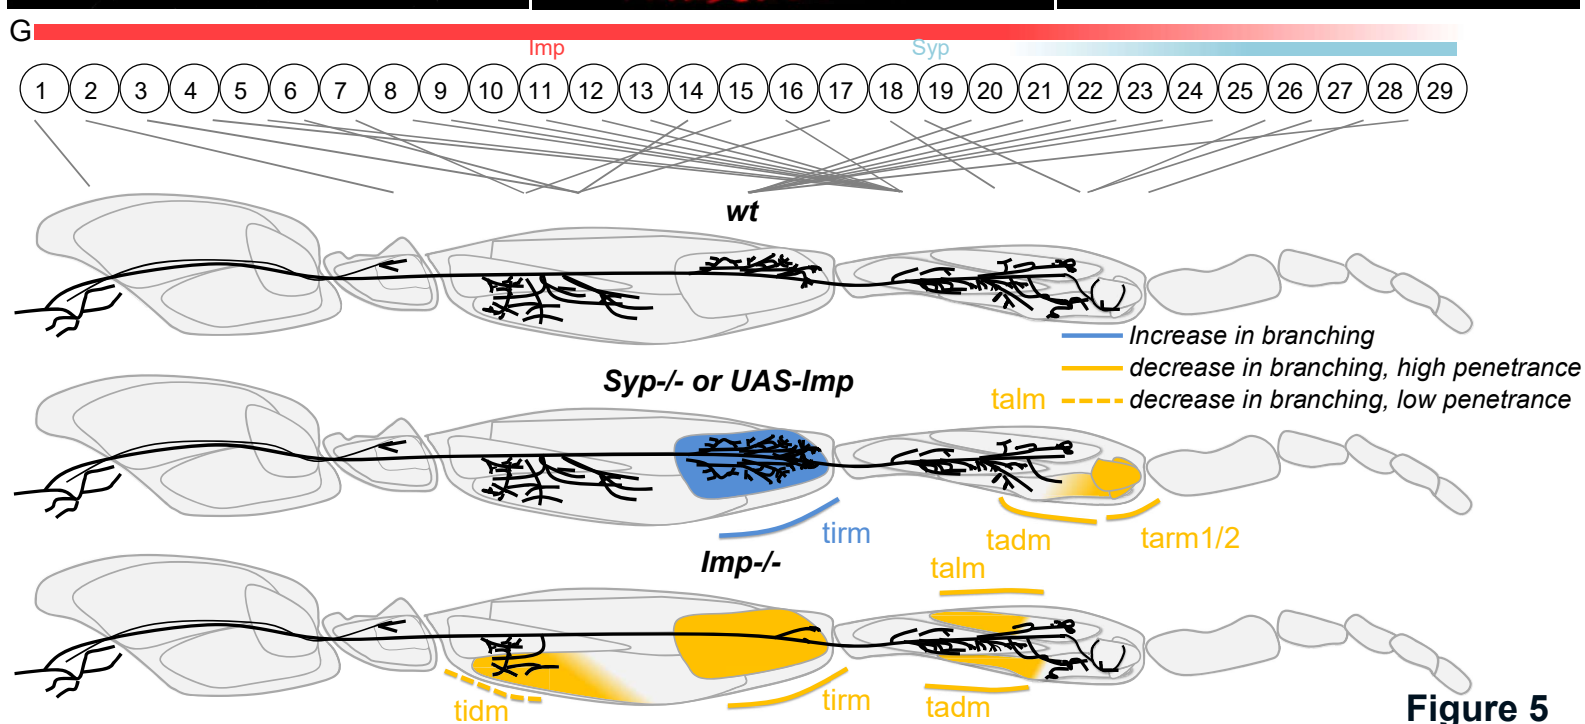 G
Imp
Syp
1 2 3 4 5 6 7 8 9 10 11 12 13 14 15 16 17 18 19 20 21 22 23 24 25 26 27 28 29
wt
Increase in branching
decrease in branching, high penetrance
talm
decrease in branching, low penetrance
Syp-/- or UAS-Imp
tirm
tadm
tarm1/2
Imp-/-
talm
tidm
tirm
tadm
Figure 5